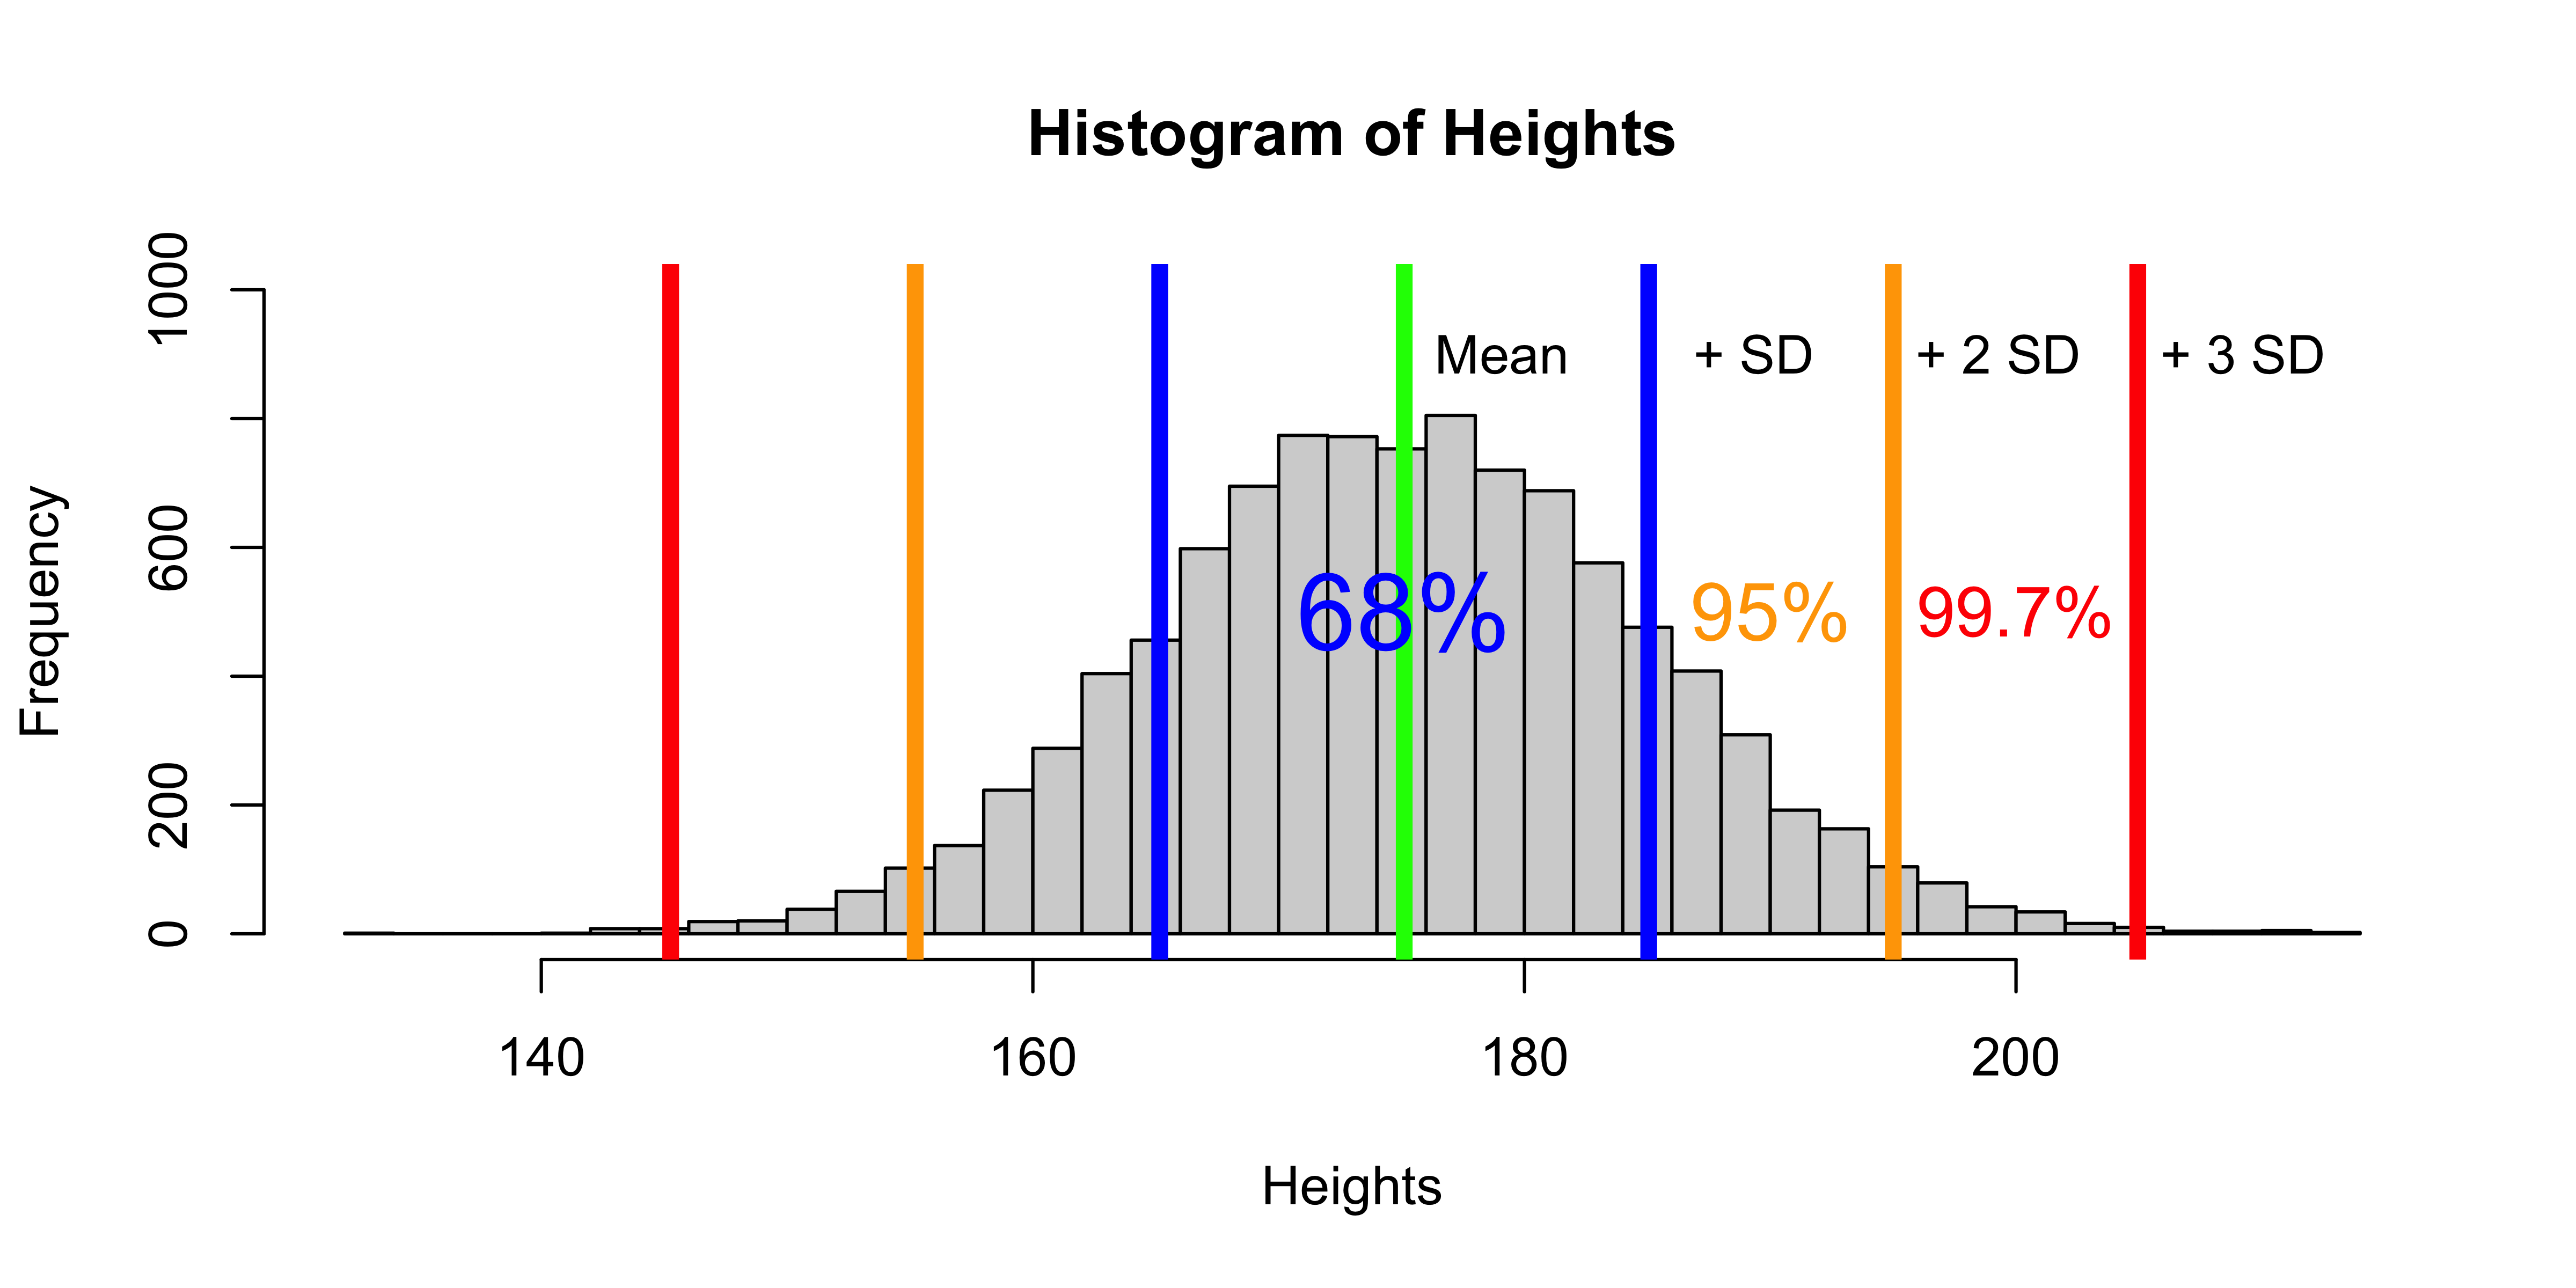 Histogram of Heights
Frequency
1000
600
200
0
Mean
+ SD
+ 2 SD
+ 3 SD
68%
95%
99.7%
140
160
180
200
Heights